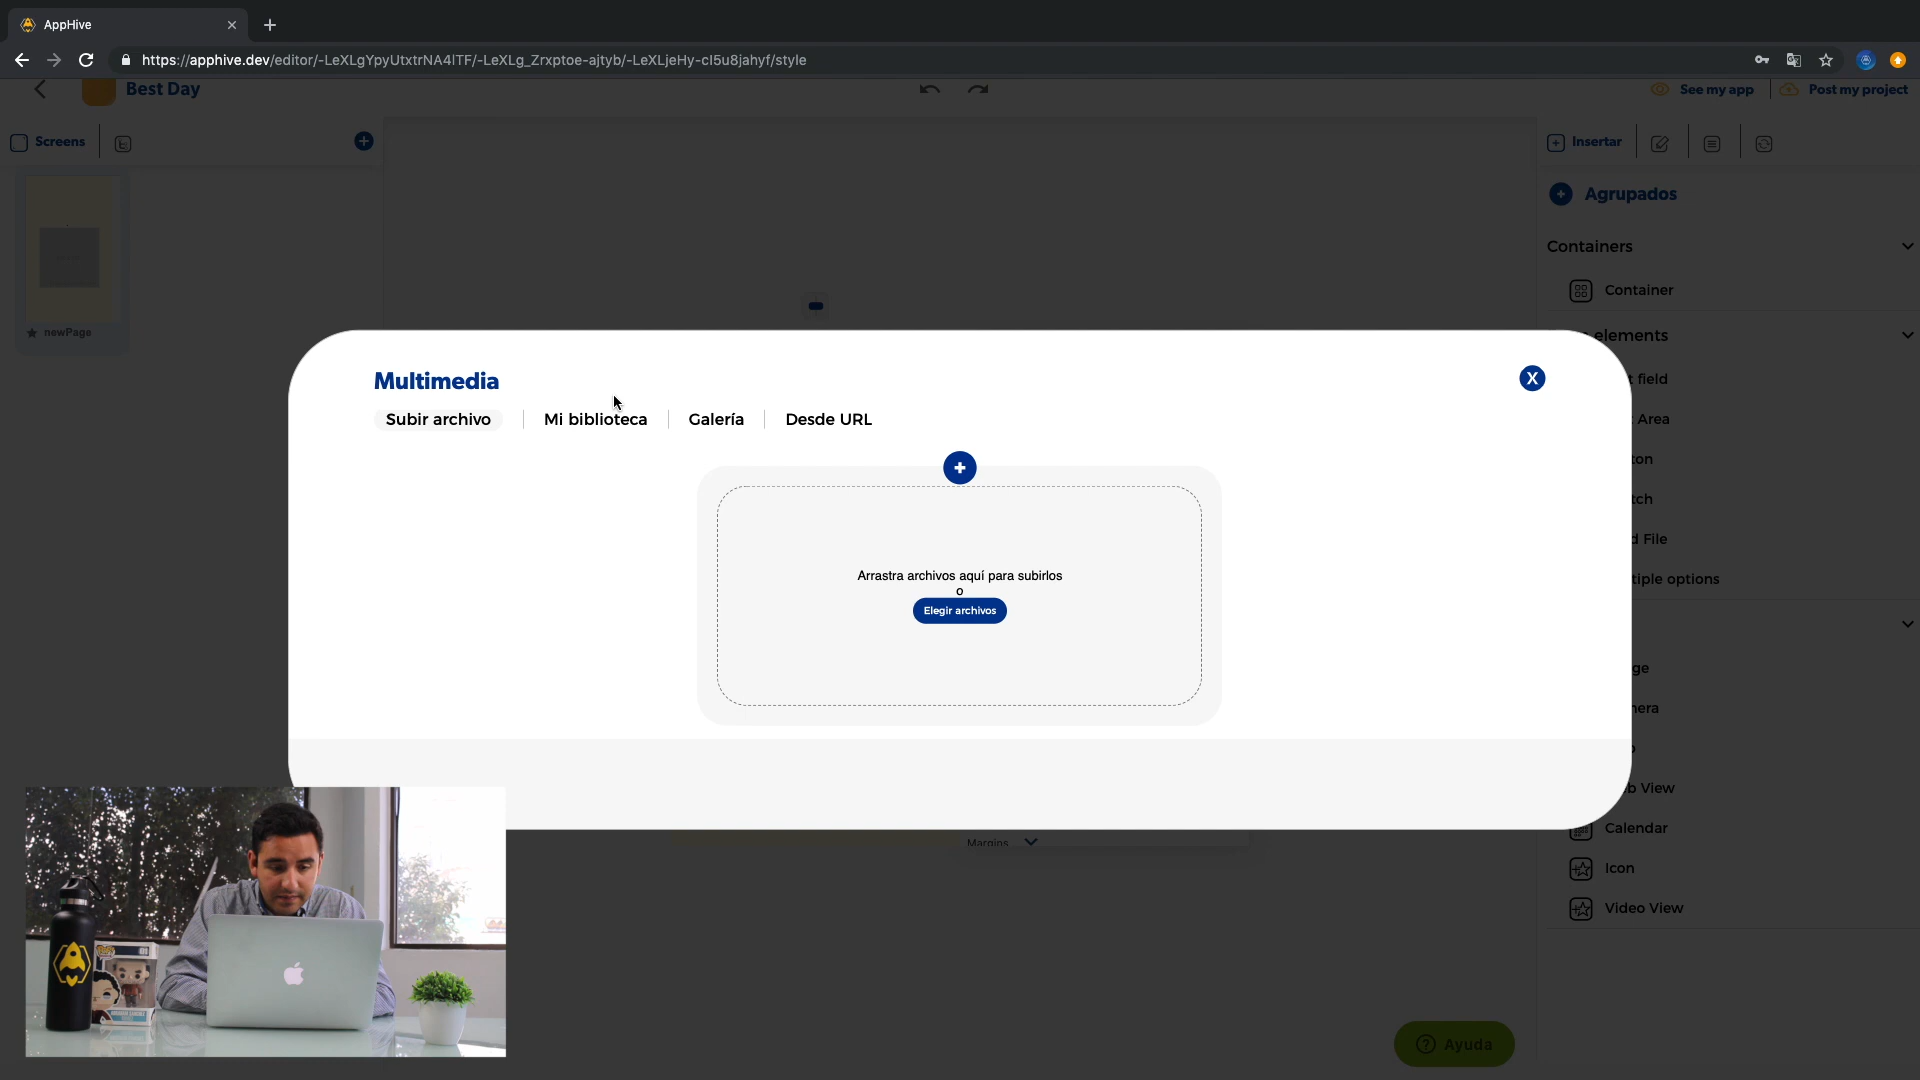 AppHive
https://apphive.dev/editor/-LeXLgYpyUtxtrNA4lTF/-LeXLg_Zrxptoe-ajtyb/-LeXLjeHy-cI5u8jahyf/style
Best Day
See my app
Post my project
Screens
Insertar
Agrupados
Containers
Container
elements
newPage
Multimedia
X
Subir archivo
Mi biblioteca
Galería
Desde URL
field
Area
ton
tch
d File
tiple options
Arrastra archivos aquí para subirlos
o
Elegir archivos
ge
nera
o
b View
Margins
Calendar
Icon
Video View
Ayuda